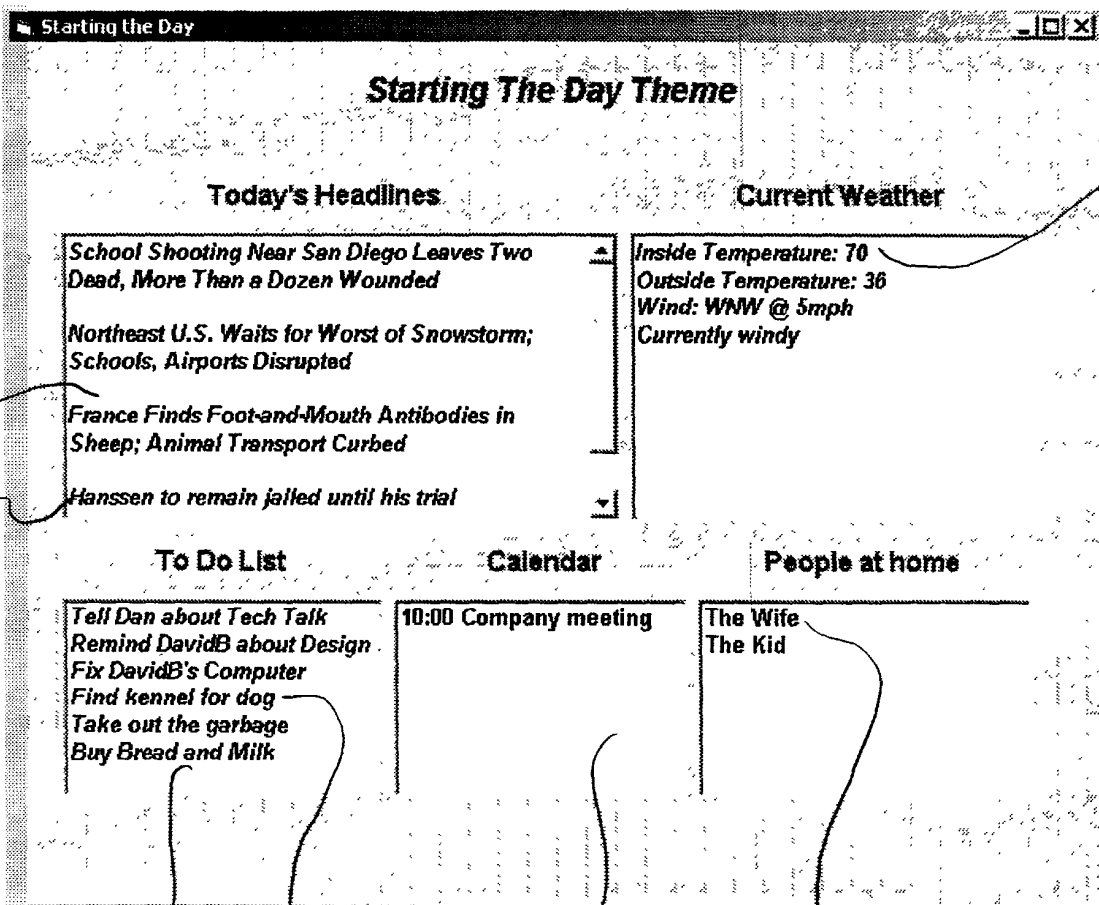 Starting the Day
Starting The Day Theme
Today's Headlines
School Shooting Near San Diego Leaves Two
Dead, More Than a Dozen Wounded
Northeast U.S. Waits for Worst of Snowstorm;
Schools, Airports Disrupted
France Finds Foot-and-Mouth Antibodies in
Sheep; Animal Transport Curbed
Hanssen to remain jailed until his trial
Current Weather
Inside Temperature: 70
Outside Temperature: 36
Wind: WNW @ 5mph
Currently windy
To Do List
Tell Dan about Tech Talk
Remind DavidB about Design
Fix DavidB's Computer
Find kennel for dog
Take out the garbage
Buy Bread and Milk
Calendar
10:00 Company meeting
People at home
The Wife
The Kid